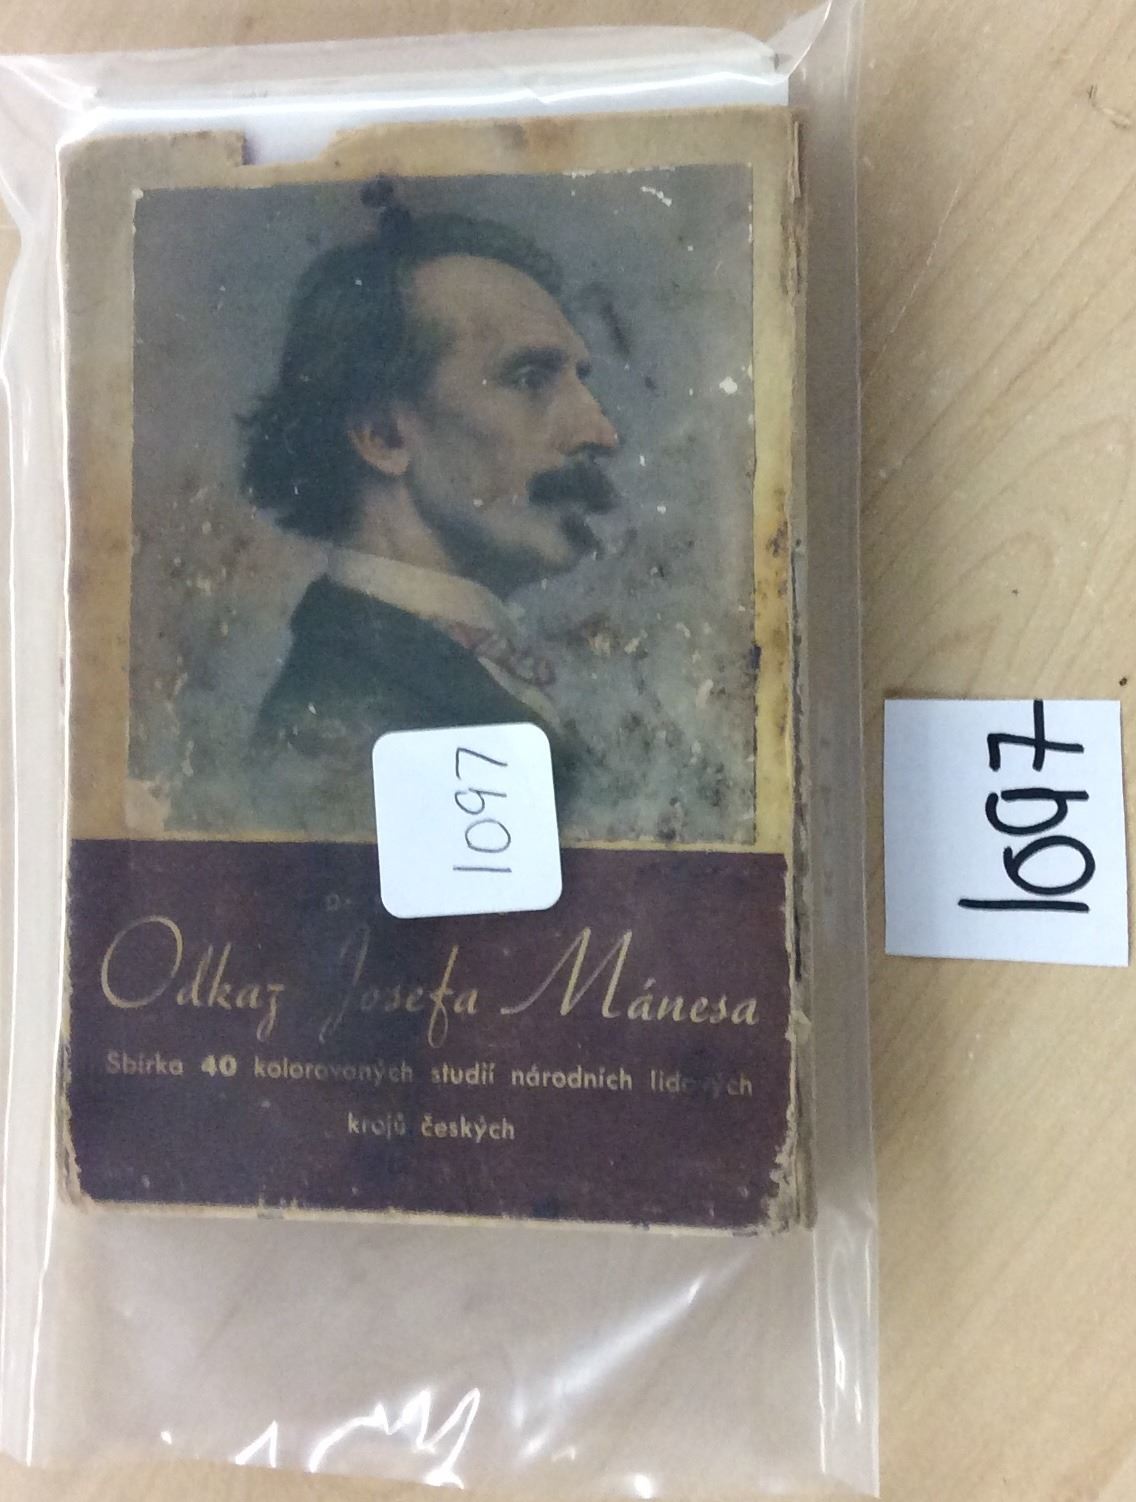 1097
Odkaz Josefa Mánesa
Sbírka 40 kolorovaných studií národních lidových
krojů českých
1097